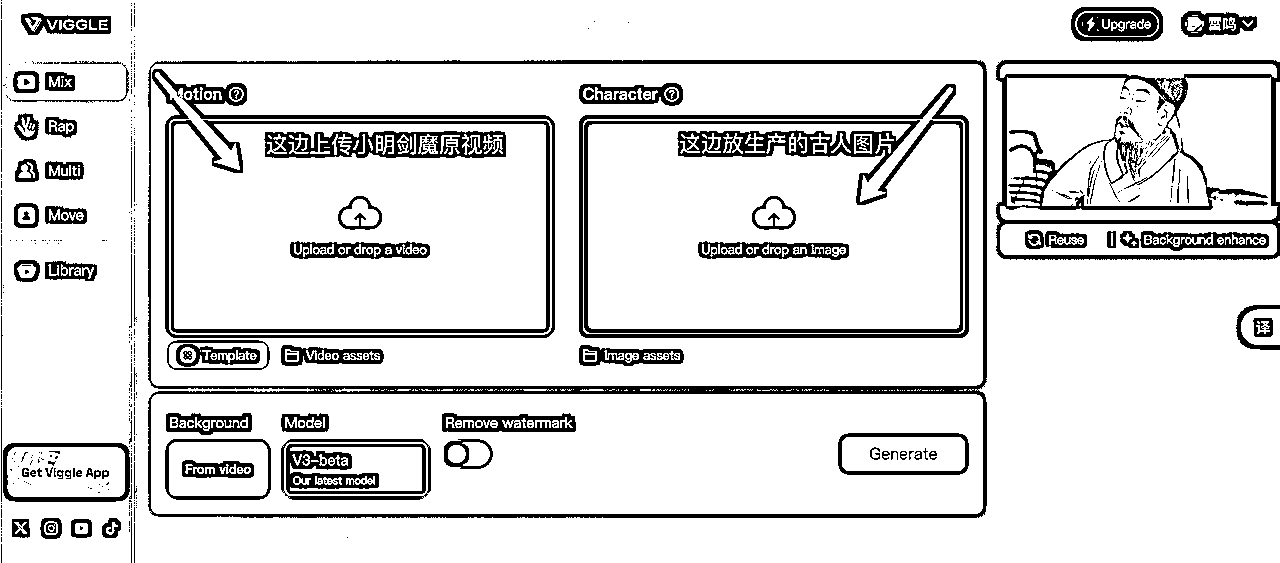 VIGGLE
Upgrade
蓝鸣
Mix
Rap
Multi
Move
Library
Get Viggle App
Motion
Character
这边上传小明剑魔原视频
这边放生产的古人图片
Upload or drop a video
Upload or drop an image
Template
Video assets
Image assets
Background
Model
Remove watermark
From video
V3-beta
Our latest model
Generate
Reuse
Background enhance
译